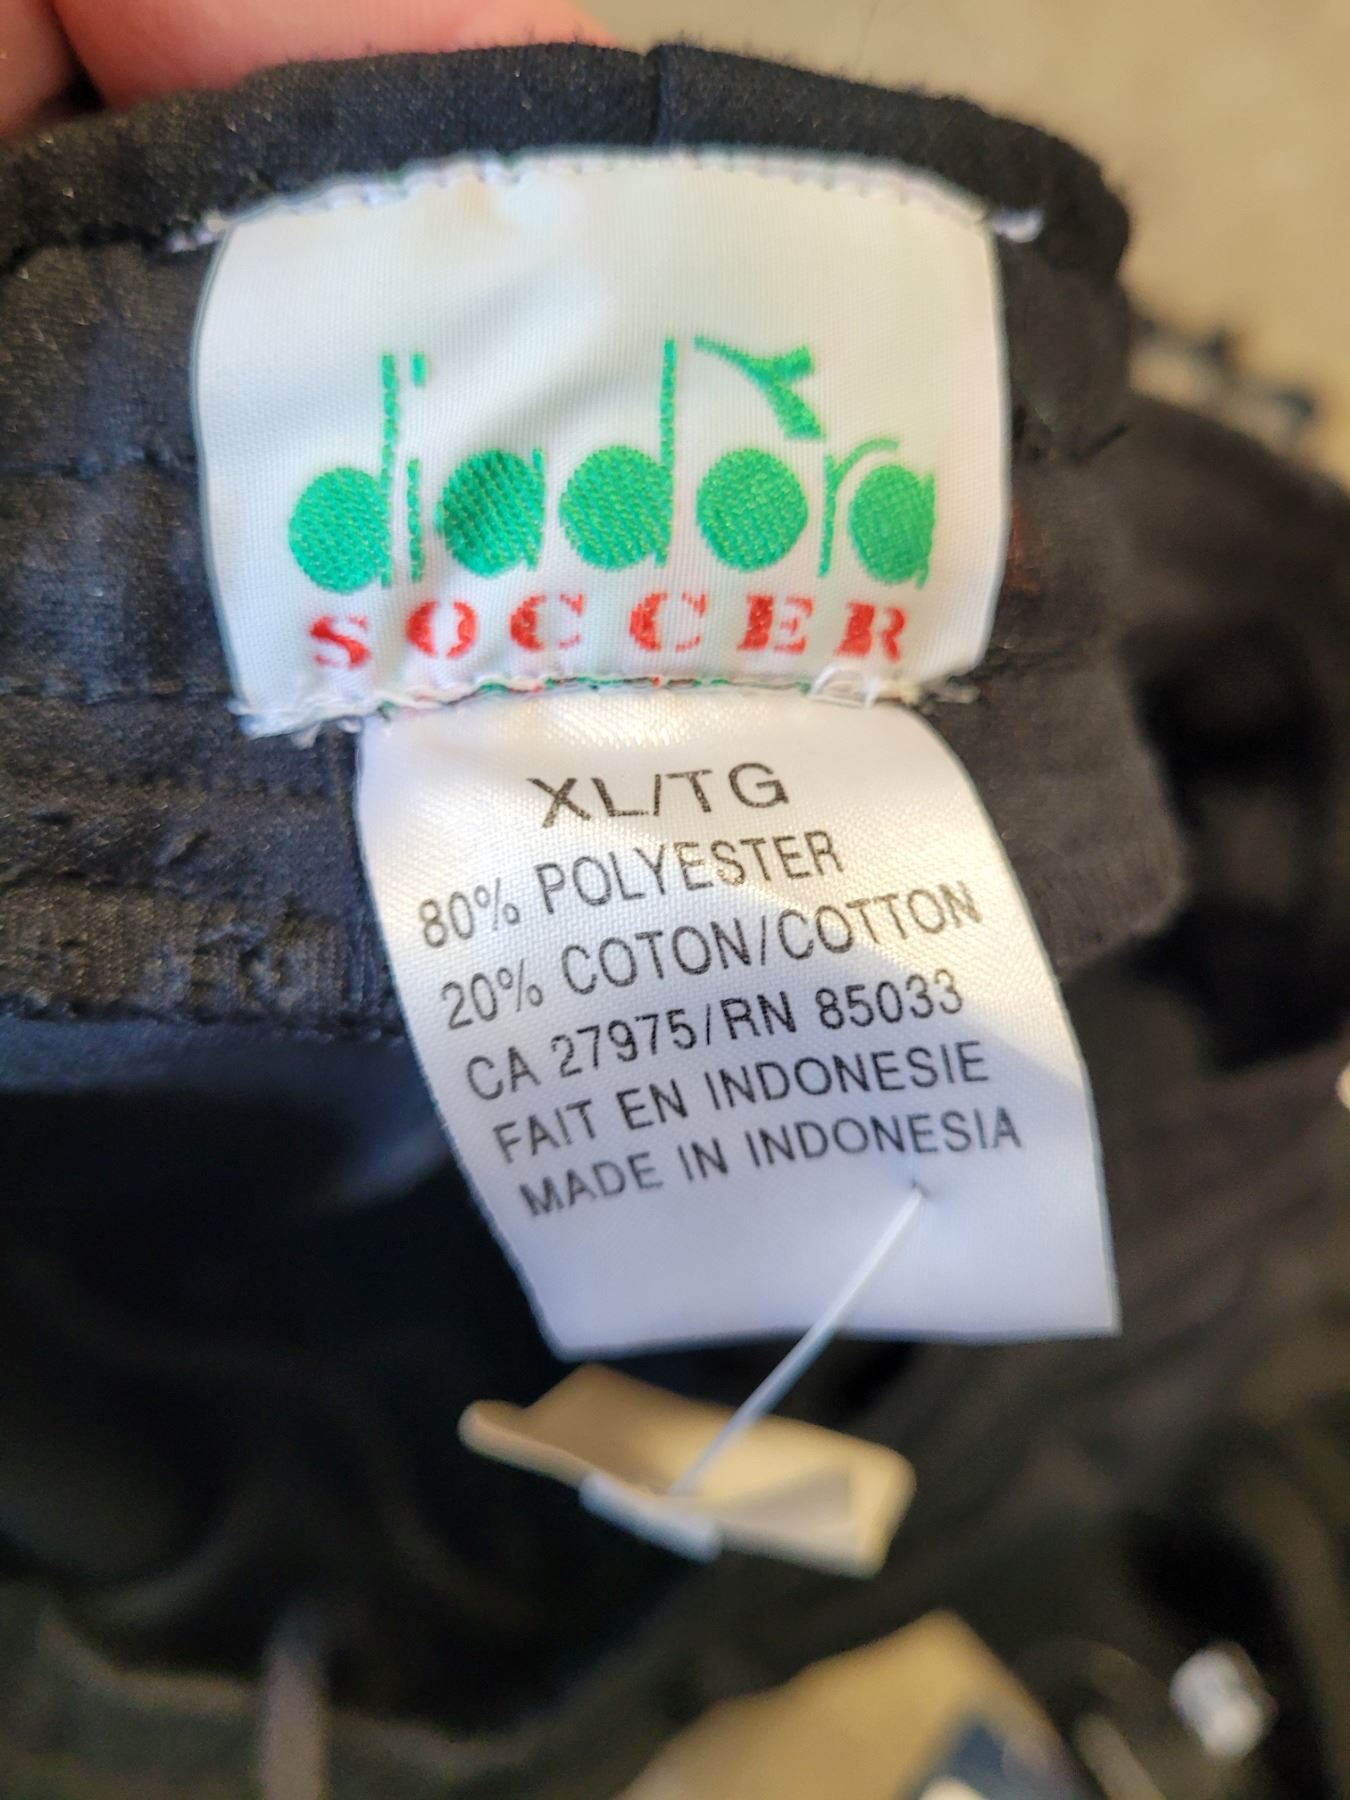 diadora
SOCCER
XL/TG
80% POLYESTER
20% COTON/COTTON
CA 27975/RN 85033
FAIT EN INDONESIE
MADE IN INDONESIA